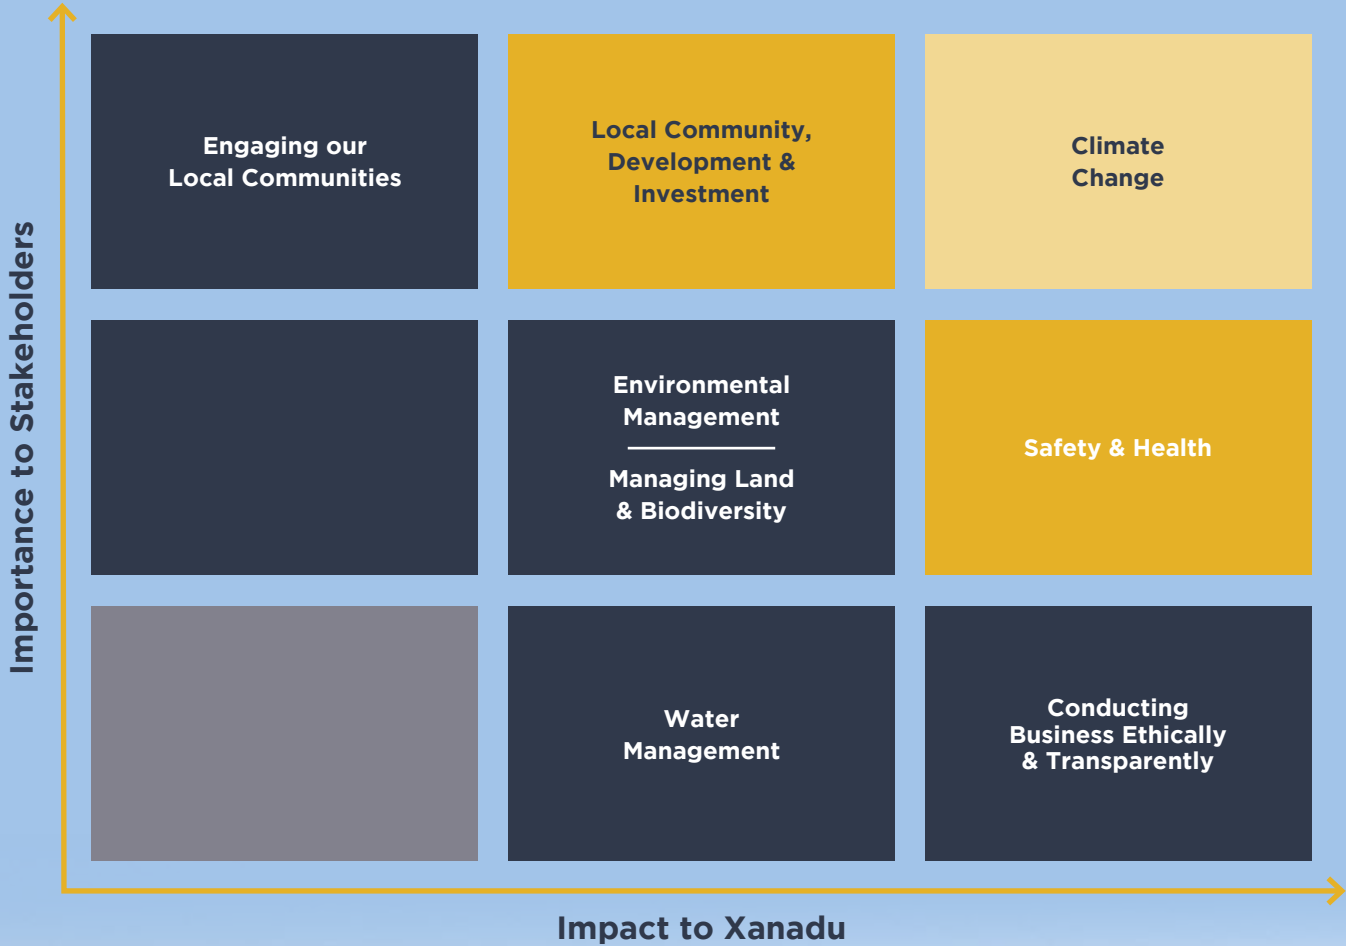 Importance to Stakeholders
Engaging our
Local Communities
Local Community,
Development &
Investment
Climate
Change
Environmental
Management
Managing Land
& Biodiversity
Safety & Health
Water
Management
Conducting
Business Ethically
& Transparently
Impact to Xanadu